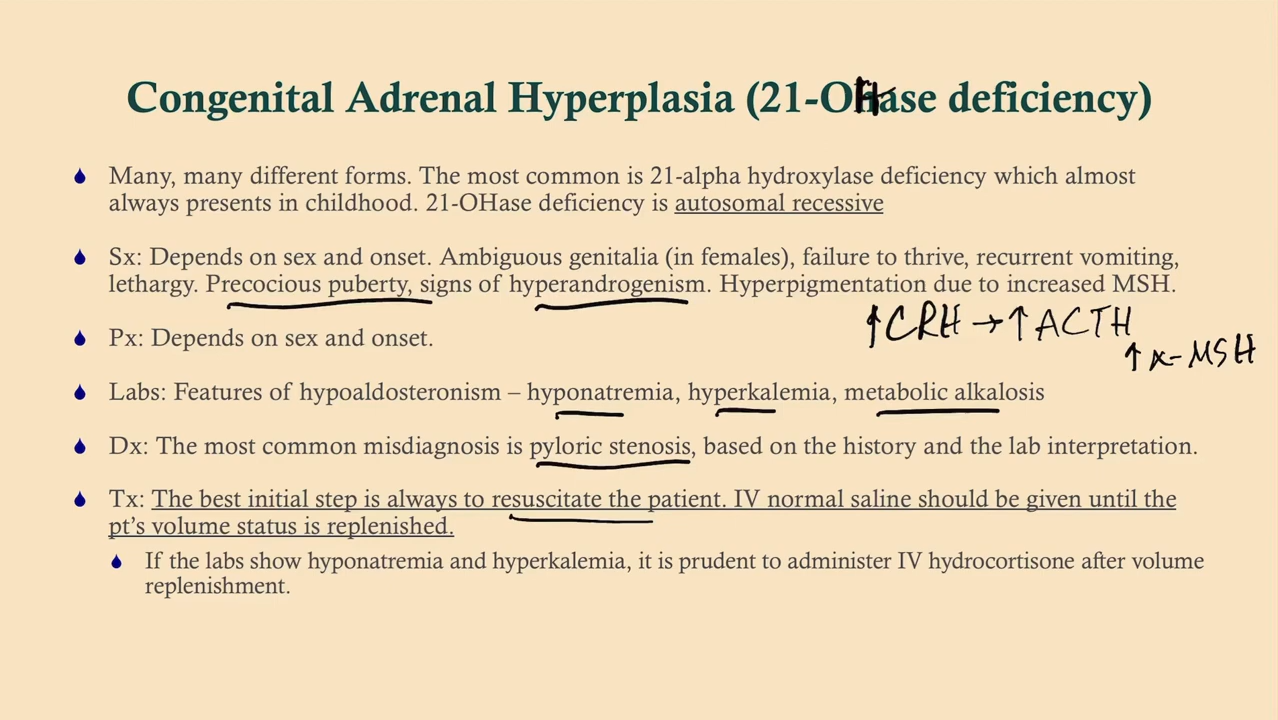 Congenital Adrenal Hyperplasia (21-OHase deficiency)
Many, many different forms. The most common is 21-alpha hydroxylase deficiency which almost
always presents in childhood. 21-OHase deficiency is autosomal recessive
Sx: Depends on sex and onset. Ambiguous genitalia (in females), failure to thrive, recurrent vomiting,
lethargy. Precocious puberty, signs of hyperandrogenism. Hyperpigmentation due to increased MSH.
↑CRH → ↑ACTH
↑α-MSH
Px: Depends on sex and onset.
Labs: Features of hypoaldosteronism – hyponatremia, hyperkalemia, metabolic alkalosis
Dx: The most common misdiagnosis is pyloric stenosis, based on the history and the lab interpretation.
Tx: The best initial step is always to resuscitate the patient. IV normal saline should be given until the
pt's volume status is replenished.
If the labs show hyponatremia and hyperkalemia, it is prudent to administer IV hydrocortisone after volume
replenishment.